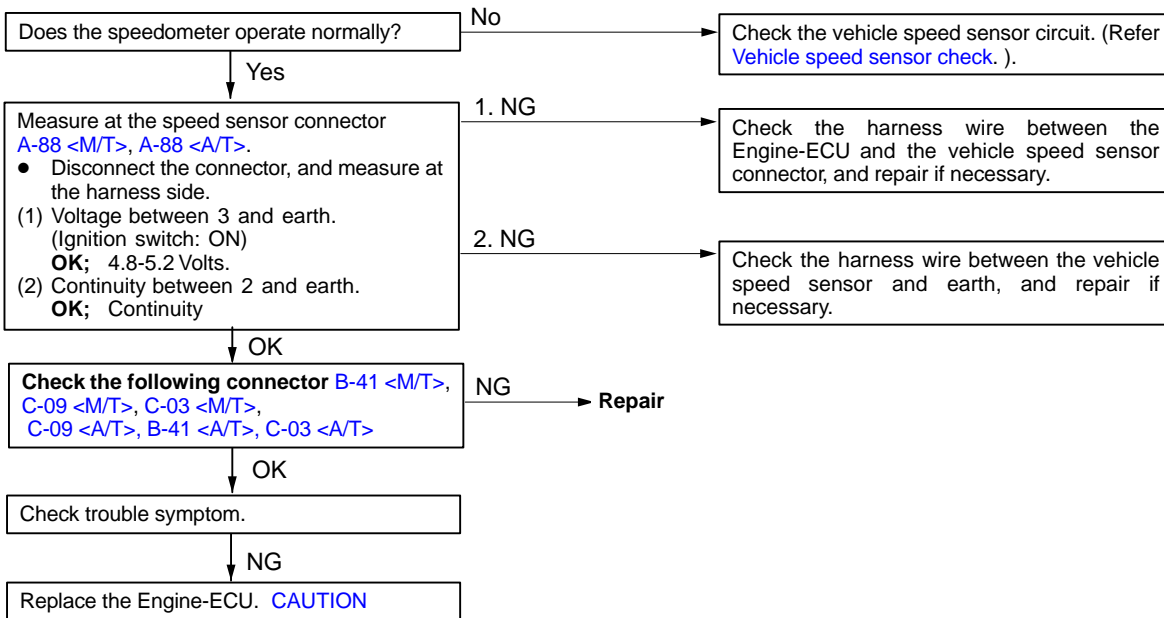 Does the speedometer operate normally?
No
Check the vehicle speed sensor circuit. (Refer
Vehicle speed sensor check. ).
Yes
Measure at the speed sensor connector
A-88 <M/T>, A-88 <A/T>.
● Disconnect the connector, and measure at
the harness side.
(1) Voltage between 3 and earth.
(Ignition switch: ON)
OK; 4.8-5.2 Volts.
(2) Continuity between 2 and earth.
OK; Continuity
1. NG
Check the harness wire between the
Engine-ECU and the vehicle speed sensor
connector, and repair if necessary.
2. NG
Check the harness wire between the vehicle
speed sensor and earth, and repair if
necessary.
OK
Check the following connector B-41 <M/T>,
C-09 <M/T>, C-03 <M/T>,
C-09 <A/T>, B-41 <A/T>, C-03 <A/T>
NG
Repair
OK
Check trouble symptom.
NG
Replace the Engine-ECU. CAUTION